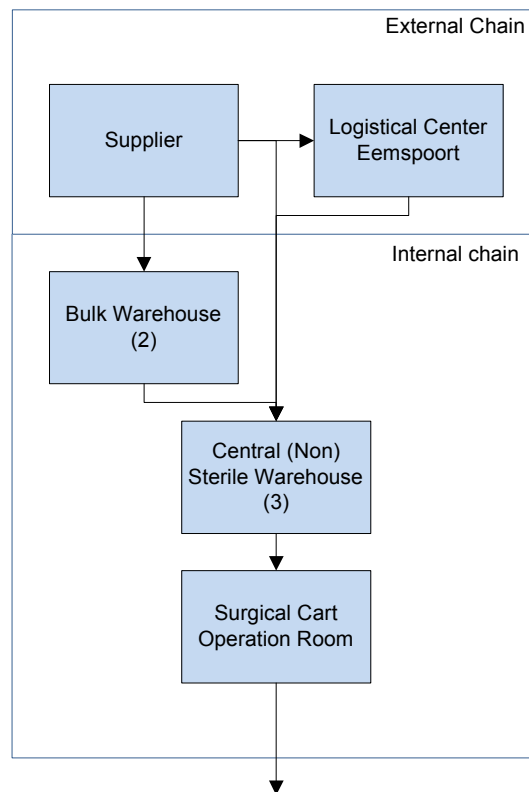 External Chain
Supplier
Logistical Center
Eemspoort
Internal chain
Bulk Warehouse
(2)
Central (Non)
Sterile Warehouse
(3)
Surgical Cart
Operation Room